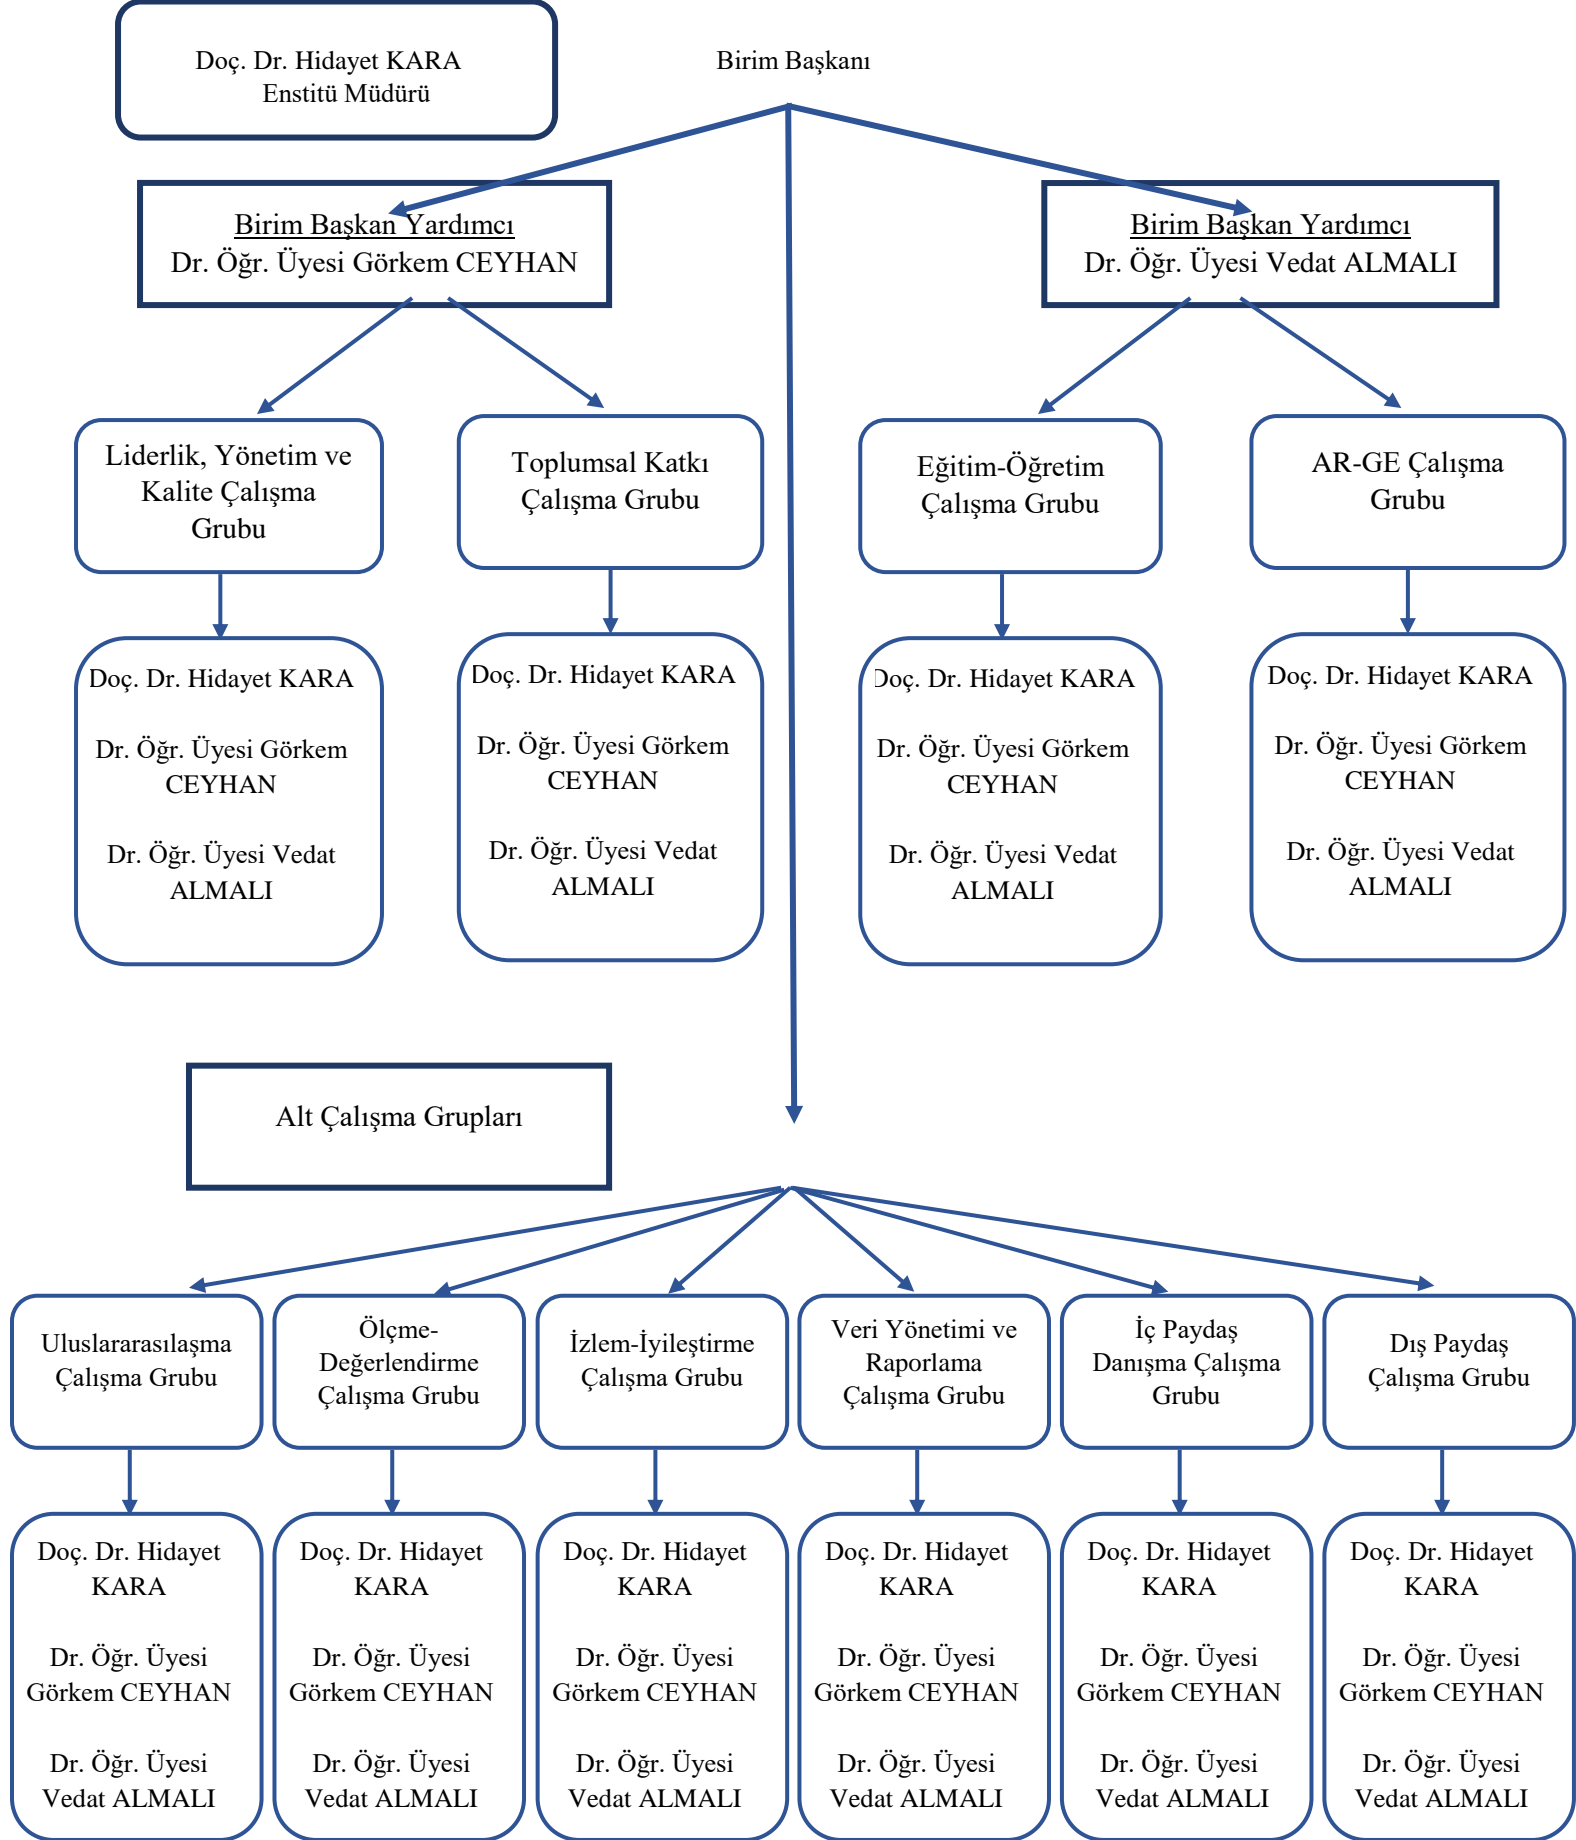 Doç. Dr. Hidayet KARA
Enstitü Müdürü
Birim Başkanı
Birim Başkan Yardımcı
Dr. Öğr. Üyesi Görkem CEYHAN
Birim Başkan Yardımcı
Dr. Öğr. Üyesi Vedat ALMALI
Liderlik, Yönetim ve
Kalite Çalışma
Grubu
Toplumsal Katkı
Çalışma Grubu
Eğitim-Öğretim
Çalışma Grubu
AR-GE Çalışma
Grubu
Doç. Dr. Hidayet KARA
Dr. Öğr. Üyesi Görkem
CEYHAN
Dr. Öğr. Üyesi Vedat
ALMALI
Doç. Dr. Hidayet KARA
Dr. Öğr. Üyesi Görkem
CEYHAN
Dr. Öğr. Üyesi Vedat
ALMALI
Doç. Dr. Hidayet KARA
Dr. Öğr. Üyesi Görkem
CEYHAN
Dr. Öğr. Üyesi Vedat
ALMALI
Doç. Dr. Hidayet KARA
Dr. Öğr. Üyesi Görkem
CEYHAN
Dr. Öğr. Üyesi Vedat
ALMALI
Alt Çalışma Grupları
Uluslararasılaşma
Çalışma Grubu
Ölçme-
Değerlendirme
Çalışma Grubu
İzlem-İyileştirme
Çalışma Grubu
Veri Yönetimi ve
Raporlama
Çalışma Grubu
İç Paydaş
Danışma Çalışma
Grubu
Dış Paydaş
Çalışma Grubu
Doç. Dr. Hidayet
KARA
Dr. Öğr. Üyesi
Görkem CEYHAN
Dr. Öğr. Üyesi
Vedat ALMALI
Doç. Dr. Hidayet
KARA
Dr. Öğr. Üyesi
Görkem CEYHAN
Dr. Öğr. Üyesi
Vedat ALMALI
Doç. Dr. Hidayet
KARA
Dr. Öğr. Üyesi
Görkem CEYHAN
Dr. Öğr. Üyesi
Vedat ALMALI
Doç. Dr. Hidayet
KARA
Dr. Öğr. Üyesi
Görkem CEYHAN
Dr. Öğr. Üyesi
Vedat ALMALI
Doç. Dr. Hidayet
KARA
Dr. Öğr. Üyesi
Görkem CEYHAN
Dr. Öğr. Üyesi
Vedat ALMALI
Doç. Dr. Hidayet
KARA
Dr. Öğr. Üyesi
Görkem CEYHAN
Dr. Öğr. Üyesi
Vedat ALMALI